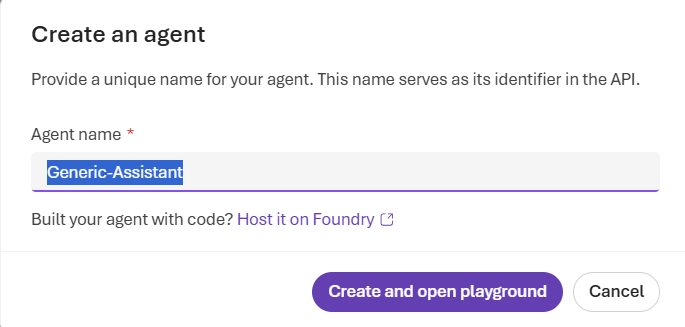 Create an agent
Provide a unique name for your agent. This name serves as its identifier in the API.
Agent name *
Generic-Assistant
Built your agent with code? Host it on Foundry
Create and open playground
Cancel